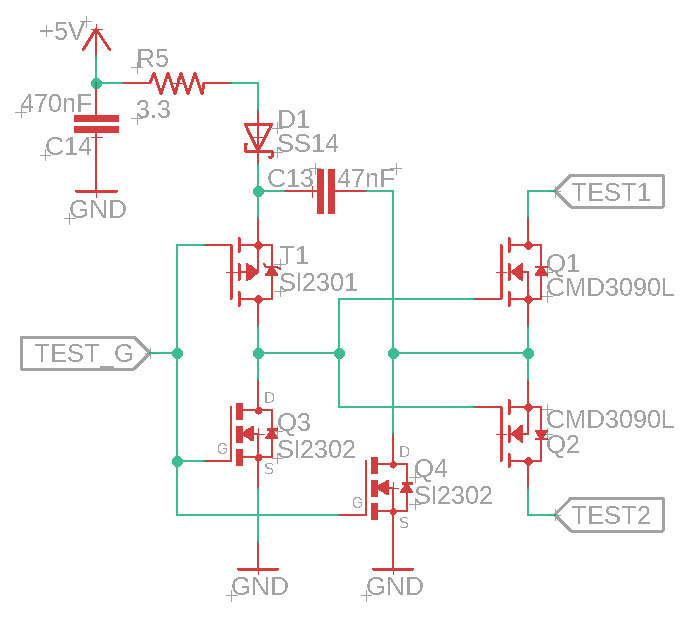 +5V
R5
470nF
3.3
C14
D1
SS14
C13
47nF
GND
TEST1
T1
SI2301
Q1
CMD3090L
TEST_G
D
Q3
G
SI2302
S
CMD3090L
Q2
D
Q4
G
SI2302
S
TEST2
GND
GND